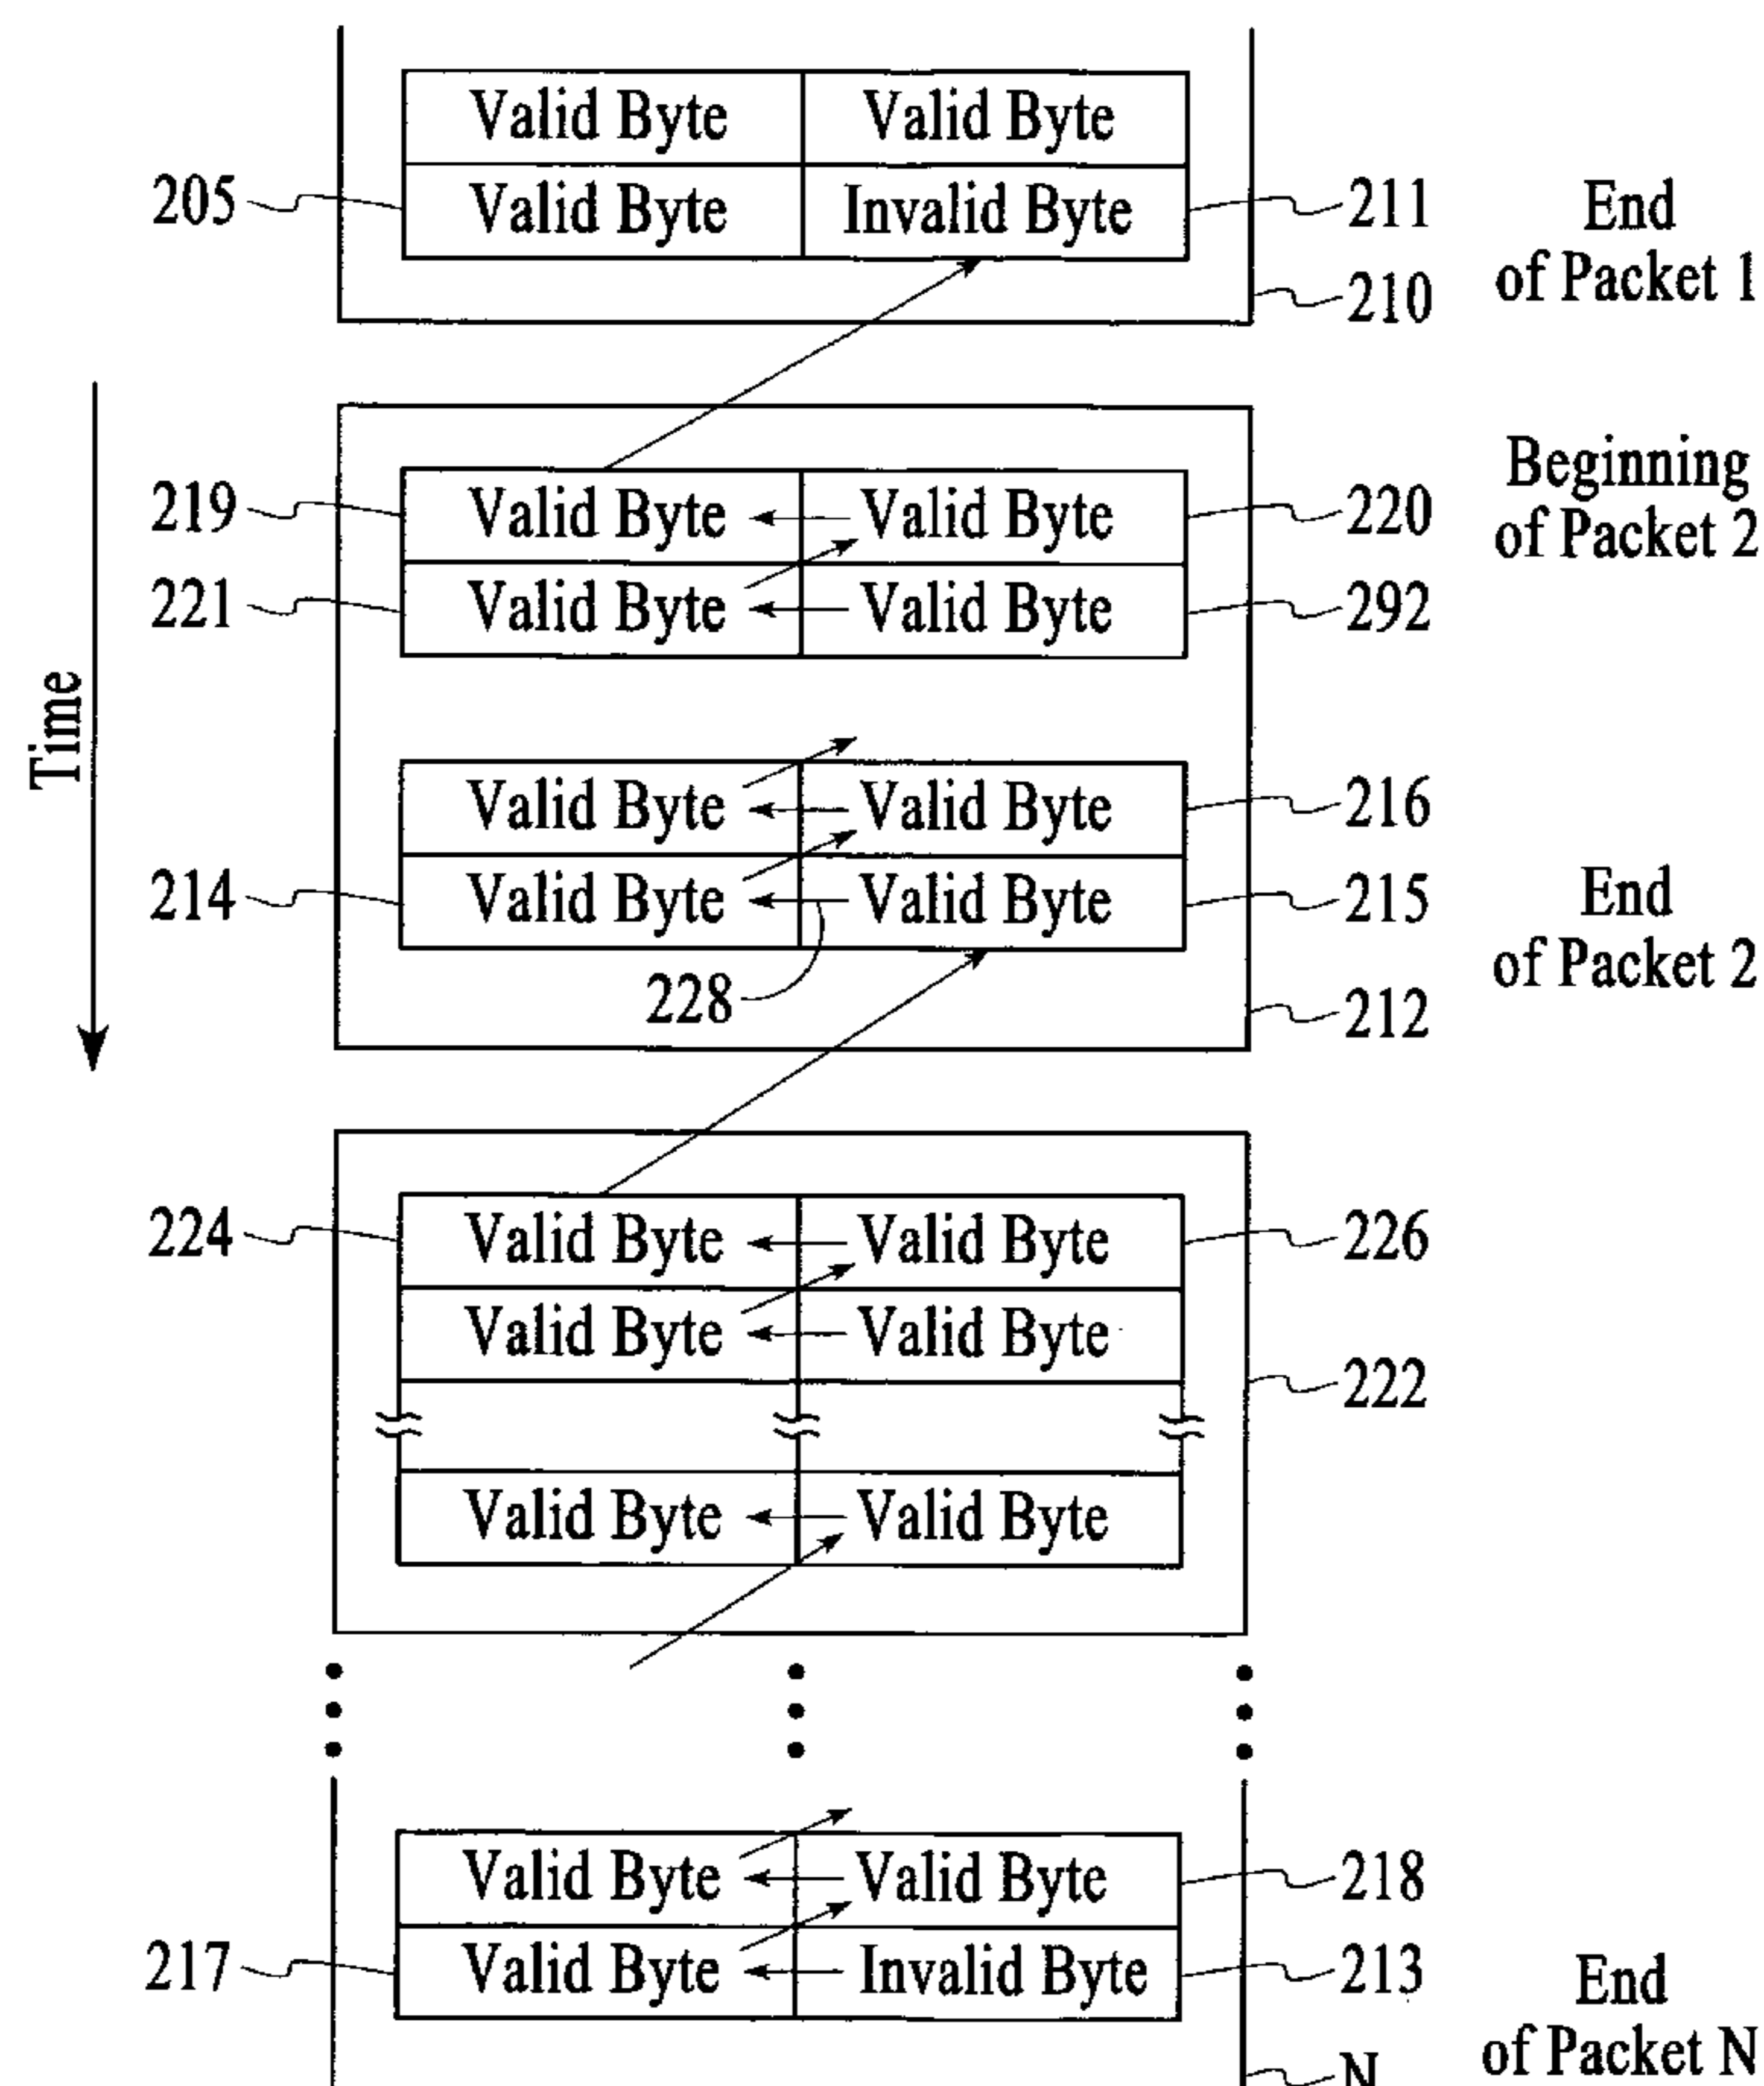 Valid Byte Valid Byte
205 Valid Byte Invalid Byte 211 End
of Packet 1
210
219 Valid Byte Valid Byte 220 Beginning
of Packet 2
221 Valid Byte Valid Byte 292
Time
Valid Byte Valid Byte 216
214 Valid Byte Valid Byte 215 End
of Packet 2
228
212
224 Valid Byte Valid Byte 226
Valid Byte Valid Byte
222
Valid Byte Valid Byte
Valid Byte Valid Byte 218
217 Valid Byte Invalid Byte 213 End
of Packet N
N